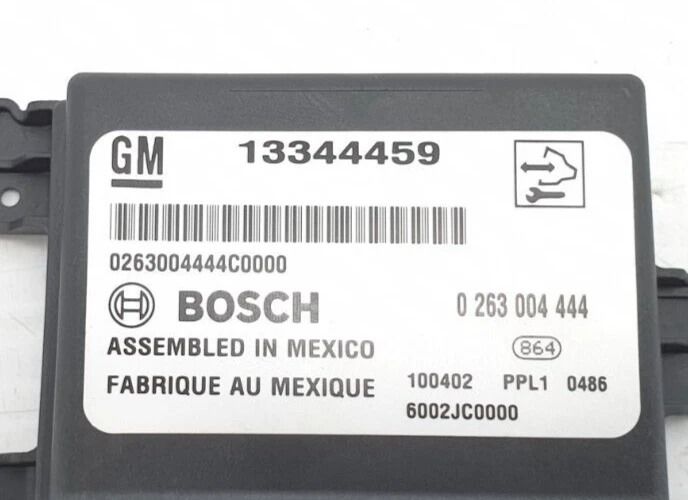 GM 13344459
0263004444C0000
BOSCH 0 263 004 444
ASSEMBLED IN MEXICO 864
FABRIQUE AU MEXIQUE 100402 PPL1 0486
6002JC0000